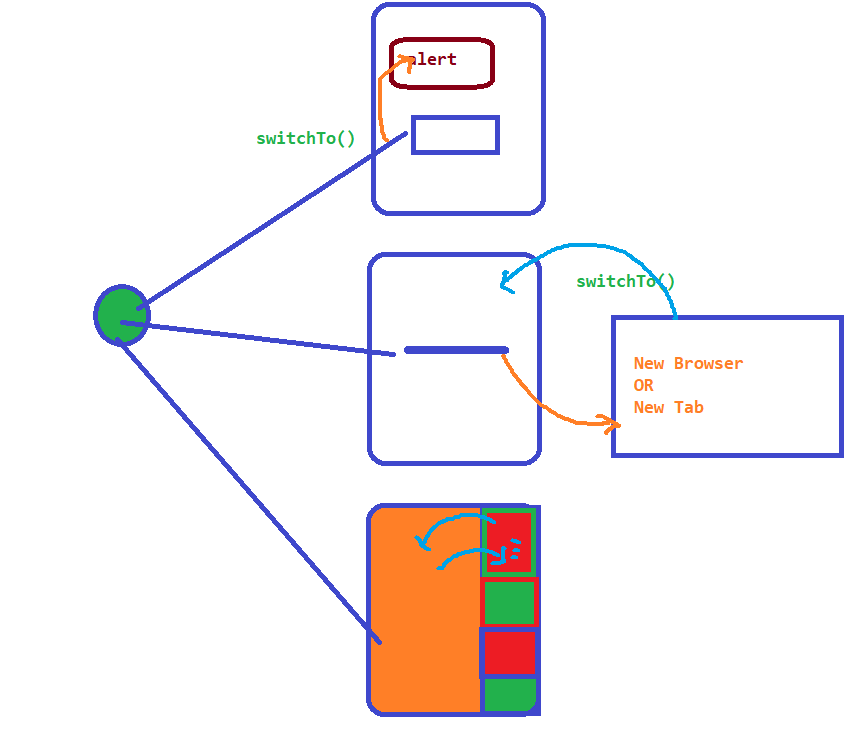 alert
switchTo()
switchTo()
New Browser
OR
New Tab